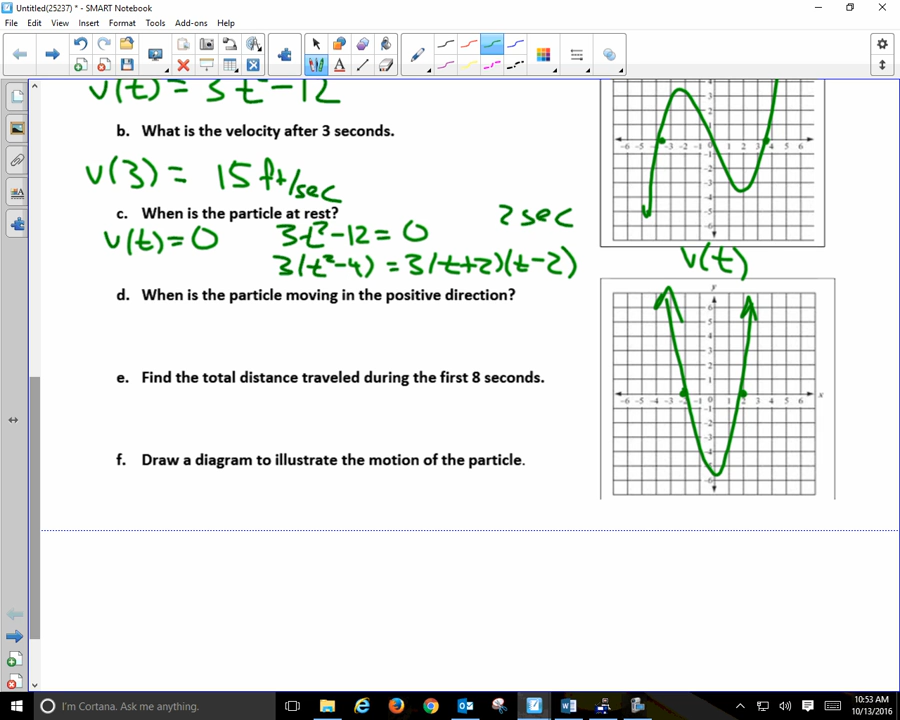 Untitled(25237) * - SMART Notebook
File Edit View Insert Format Tools Add-ons Help
v(t) = 3t²-12
b. What is the velocity after 3 seconds.
v(3) = 15 ft/sec
c. When is the particle at rest?
2 sec
v(t)=0 3t²-12=0
3(t²-4) = 3(t+2)(t-2)
v(t)
d. When is the particle moving in the positive direction?
e. Find the total distance traveled during the first 8 seconds.
f. Draw a diagram to illustrate the motion of the particle.
y
x
I'm Cortana. Ask me anything.
10:53 AM
10/13/2016